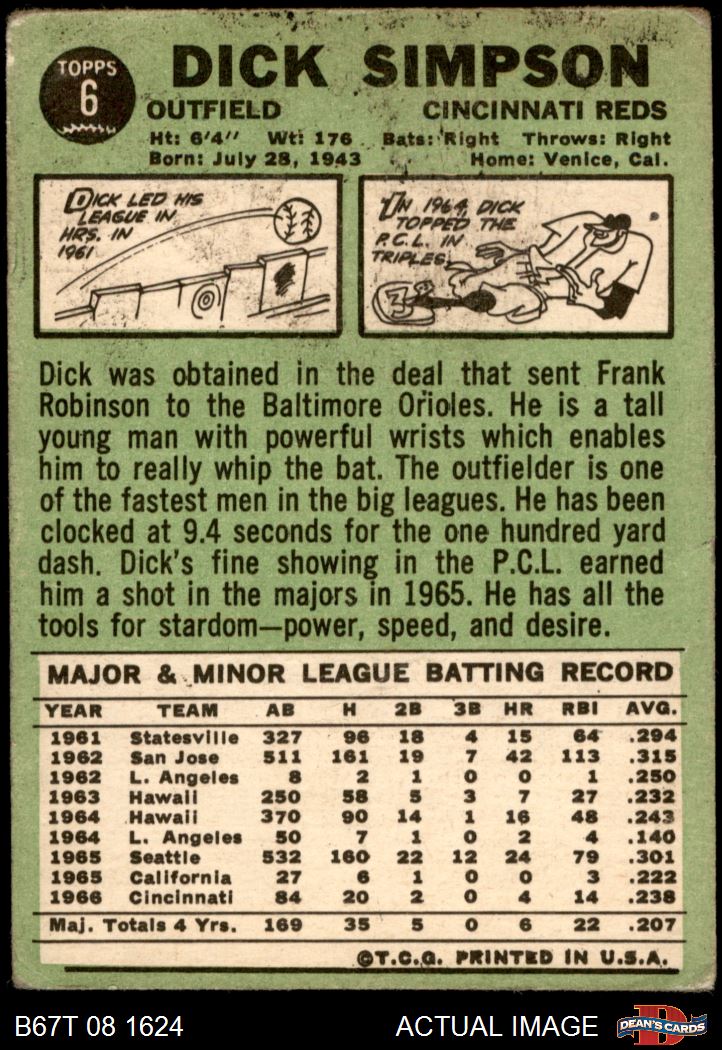 TOPPS
6
DICK SIMPSON
OUTFIELD CINCINNATI REDS
Ht: 6'4" Wt: 176 Bats: Right Throws: Right
Born: July 28, 1943 Home: Venice, Cal.
DICK LED HIS
LEAGUE IN
HRS. IN
1961
IN 1964, DICK
TOPPED THE
P.C.L. IN
TRIPLES.
Dick was obtained in the deal that sent Frank
Robinson to the Baltimore Orioles. He is a tall
young man with powerful wrists which enables
him to really whip the bat. The outfielder is one
of the fastest men in the big leagues. He has been
clocked at 9.4 seconds for the one hundred yard
dash. Dick's fine showing in the P.C.L. earned
him a shot in the majors in 1965. He has all the
tools for stardom—power, speed, and desire.
MAJOR & MINOR LEAGUE BATTING RECORD
YEAR TEAM AB H 2B 3B HR RBI AVG.
1961 Statesville 327 96 18 4 15 64 .294
1962 San Jose 511 161 19 7 42 113 .315
1962 L. Angeles 8 2 1 0 0 1 .250
1963 Hawaii 250 58 5 3 7 27 .232
1964 Hawaii 370 90 14 1 16 48 .243
1964 L. Angeles 50 7 1 0 2 4 .140
1965 Seattle 532 160 22 12 24 79 .301
1965 California 27 6 1 0 0 3 .222
1966 Cincinnati 84 20 2 0 4 14 .238
Maj. Totals 4 Yrs. 169 35 5 0 6 22 .207
©T.C.G. PRINTED IN U.S.A.
B67T 08 1624 ACTUAL IMAGE DEAN'S CARDS